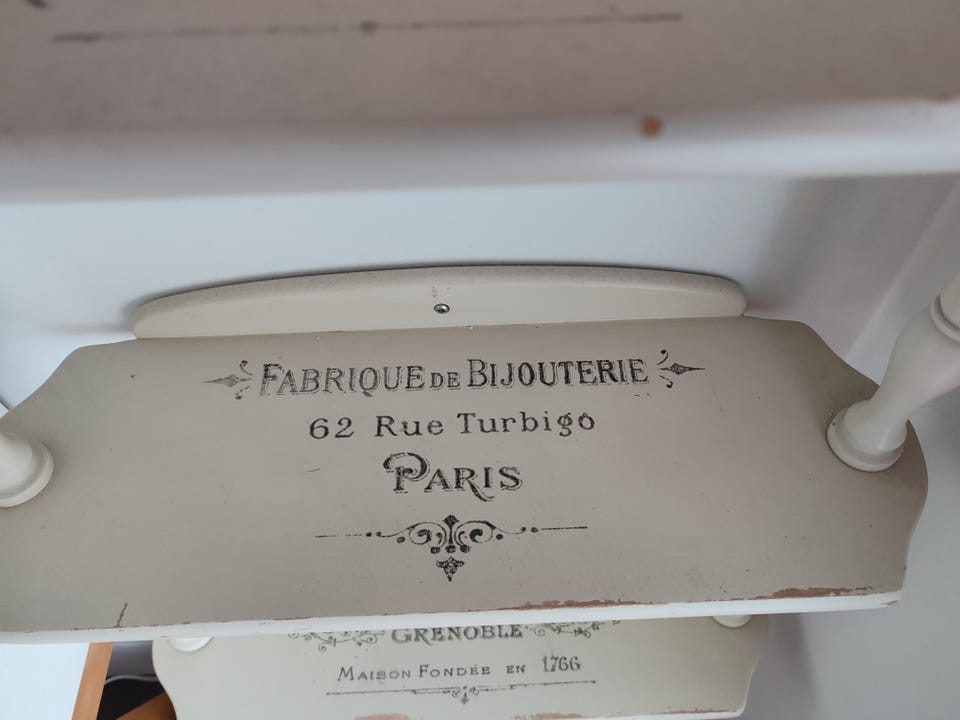 FABRIQUE DE BIJOUTERIE
62 Rue Turbigo
PARIS
GRENOBLE
MAISON FONDÉE EN 1766